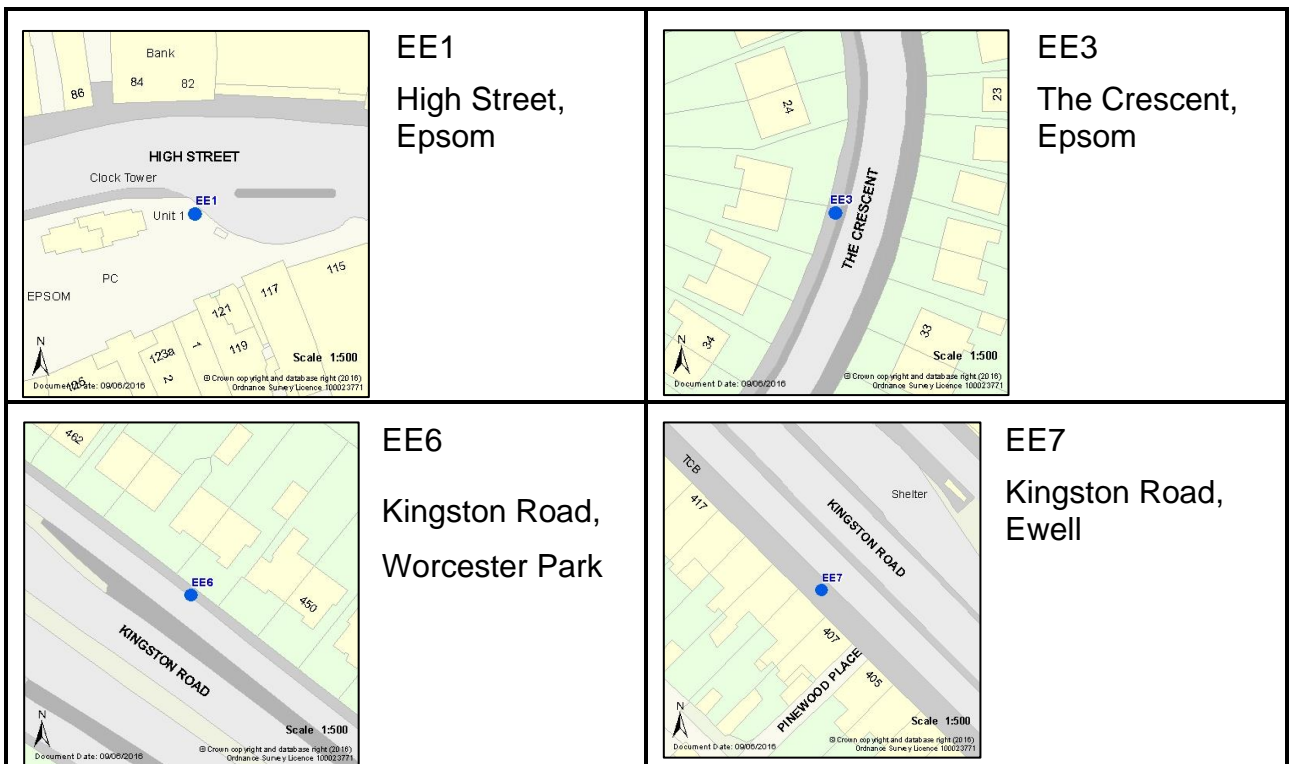 Bank
84
82
86
HIGH STREET
Clock Tower
EE1
Unit 1
115
PC
117
EPSOM
121
123a
1
119
2
N
Scale 1:500
© Crown copyright and database right (2016)
Document Date: 09/06/2016
Ordnance Survey Licence 100023771
EE1
High Street,
Epsom
24
23
EE3
THE CRESCENT
33
34
N
Scale 1:500
© Crown copyright and database right (2016)
Document Date: 09/06/2016
Ordnance Survey Licence 100023771
EE3
The Crescent,
Epsom
462
EE6
450
KINGSTON ROAD
N
Scale 1:500
© Crown copyright and database right (2016)
Document Date: 09/06/2016
Ordnance Survey Licence 100023771
EE6
Kingston Road,
Worcester Park
TCB
417
Shelter
KINGSTON ROAD
EE7
407
405
PINEWOOD PLACE
N
Scale 1:500
© Crown copyright and database right (2016)
Document Date: 09/06/2016
Ordnance Survey Licence 100023771
EE7
Kingston Road,
Ewell